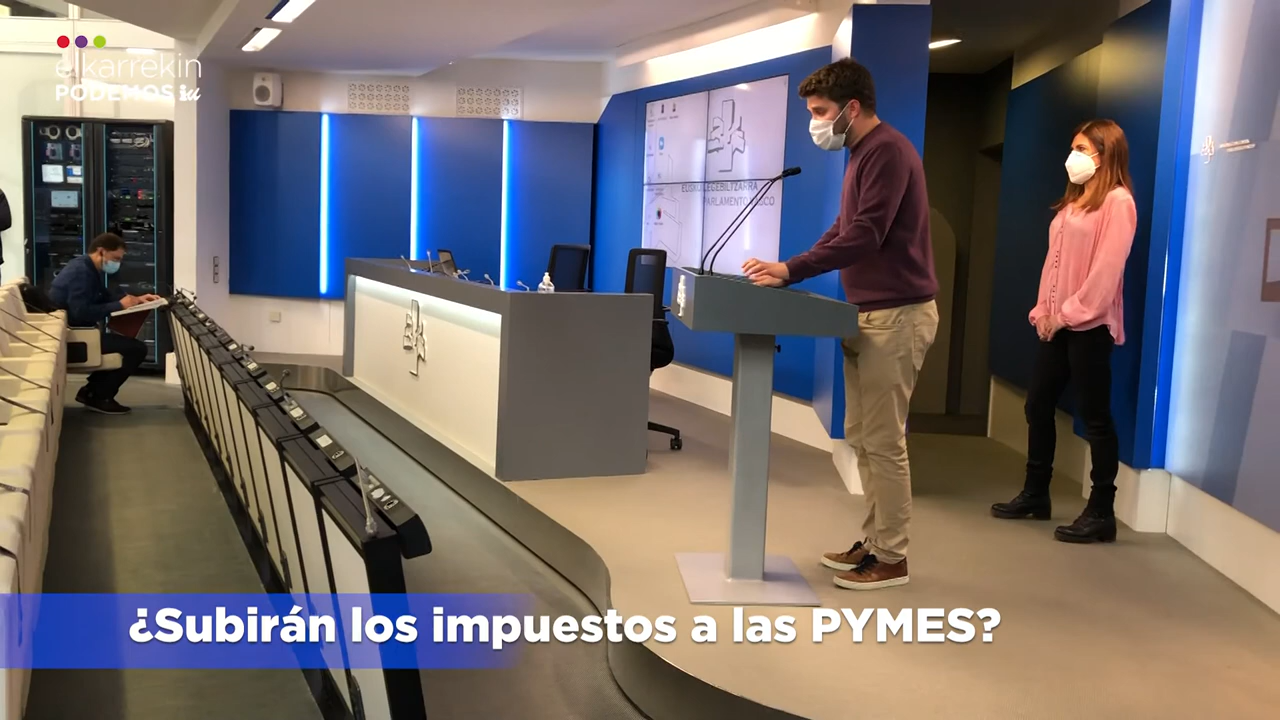 elkarrekin
PODEMOS iu
EUSKO LEGEBILTZARRA
PARLAMENTO VASCO
¿Subirán los impuestos a las PYMES?